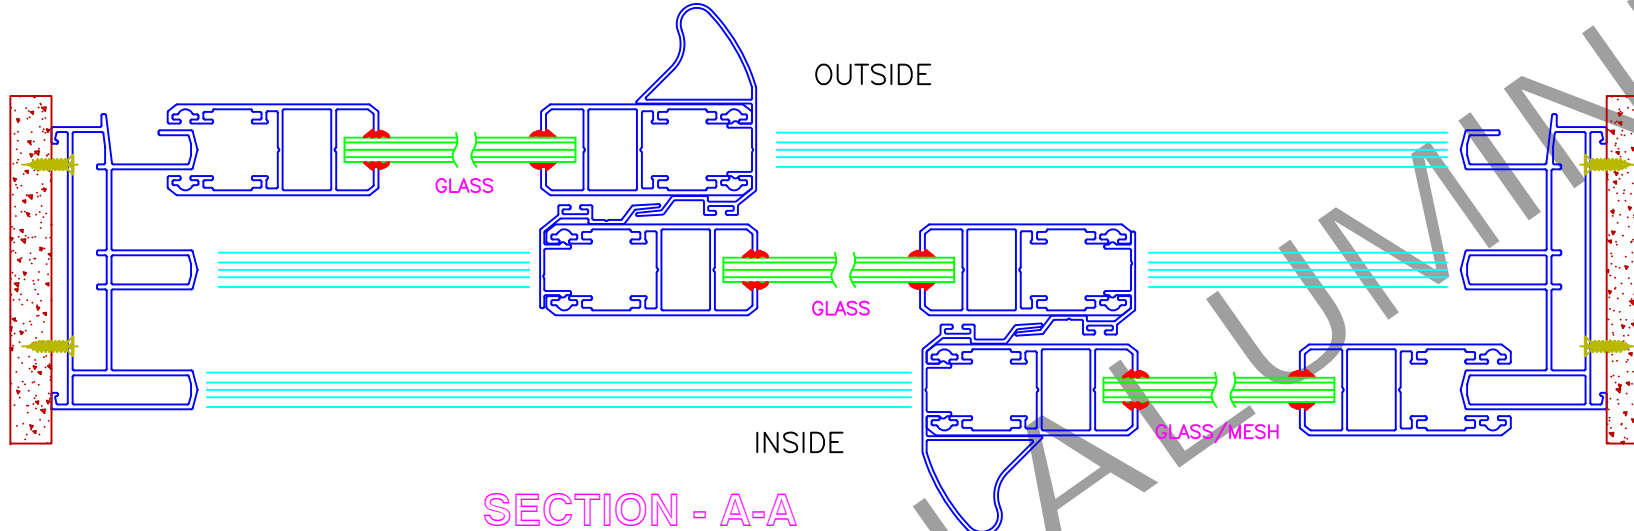 OUTSIDE
GLASS
GLASS
GLASS/MESH
INSIDE
SECTION - A-A